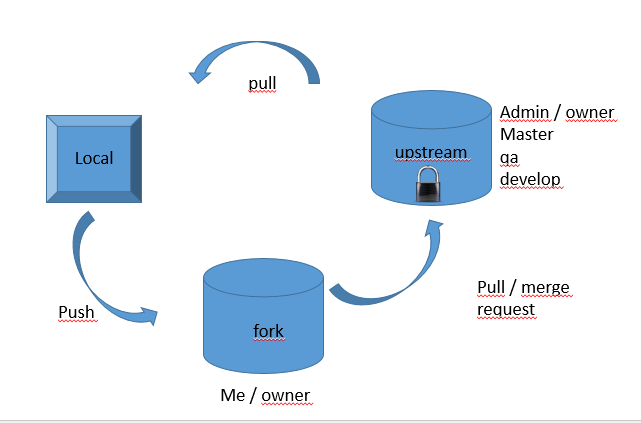 pull
Admin / owner
Master
qa
develop
upstream
Local
Pull / merge
request
Push
fork
Me / owner